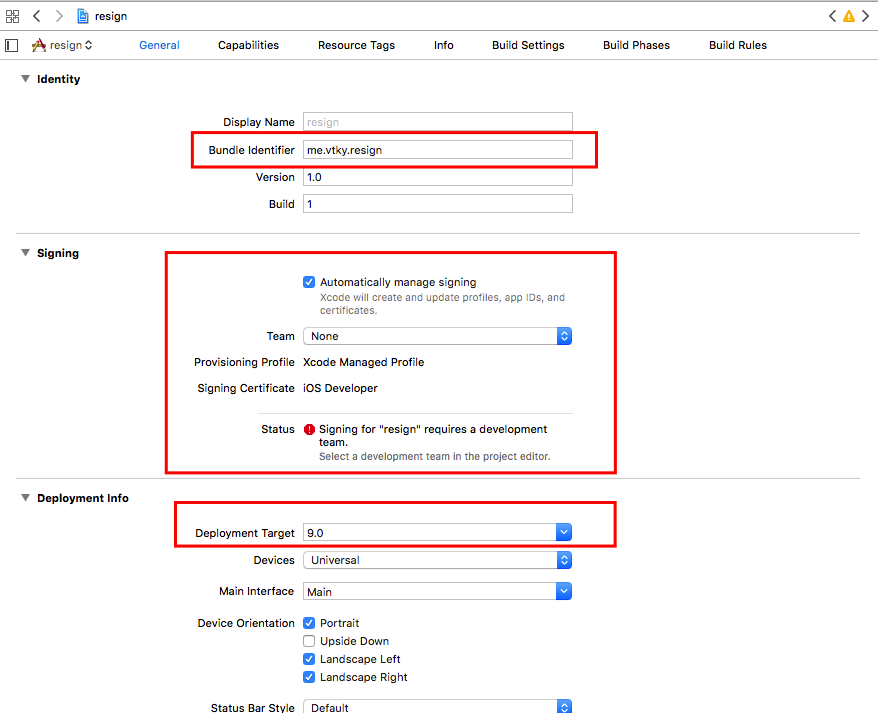 resign
resign
General Capabilities Resource Tags Info Build Settings Build Phases Build Rules
Identity
Display Name resign
Bundle Identifier me.vtky.resign
Version 1.0
Build 1
Signing
Automatically manage signing
Xcode will create and update profiles, app IDs, and
certificates.
Team None
Provisioning Profile Xcode Managed Profile
Signing Certificate iOS Developer
Status Signing for "resign" requires a development
team.
Select a development team in the project editor.
Deployment Info
Deployment Target 9.0
Devices Universal
Main Interface Main
Device Orientation Portrait
Upside Down
Landscape Left
Landscape Right
Status Bar Style Default